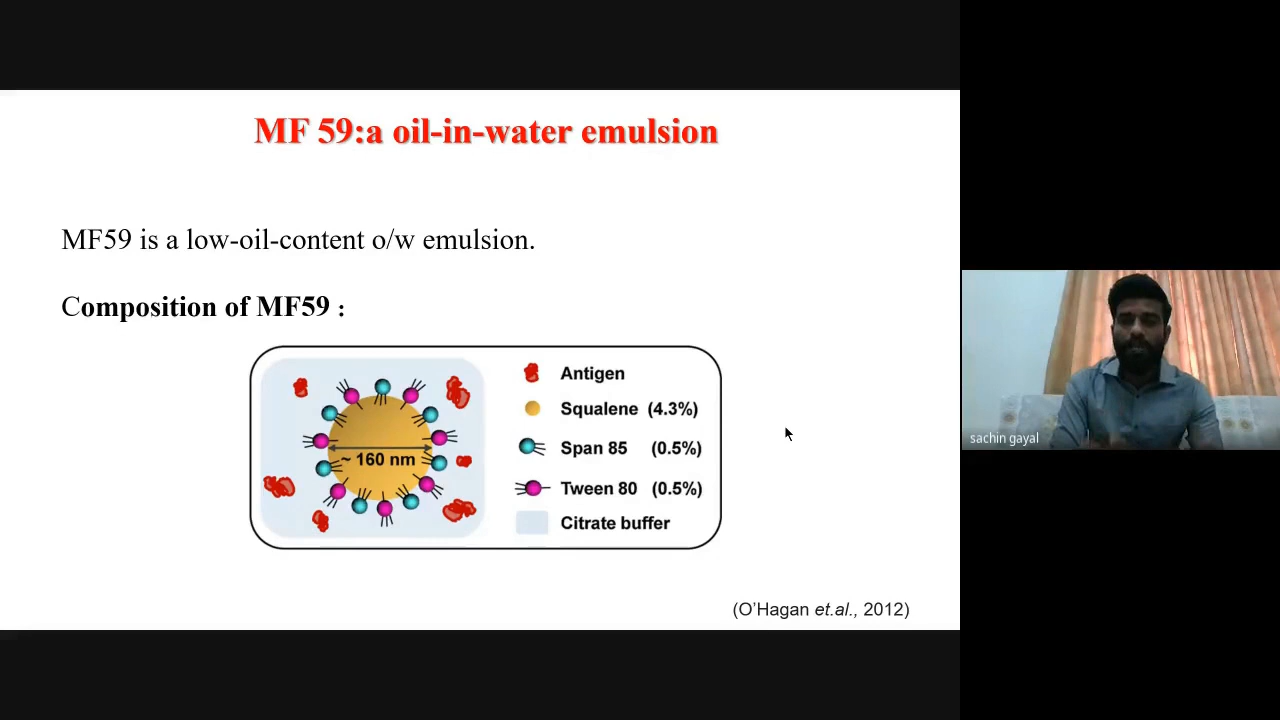 MF 59:a oil-in-water emulsion
MF59 is a low-oil-content o/w emulsion.
Composition of MF59 :
~ 160 nm
Antigen
Squalene (4.3%)
Span 85 (0.5%)
Tween 80 (0.5%)
Citrate buffer
(O'Hagan et.al., 2012)
sachin gayal